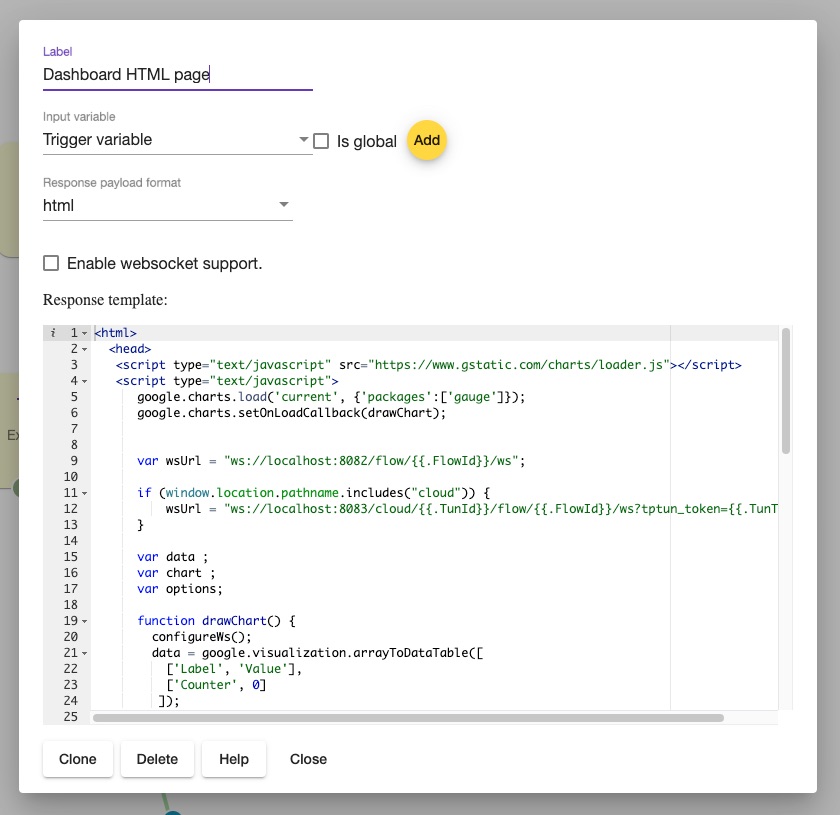 Label
Dashboard HTML page
Input variable
Trigger variable
Is global
Add
Response payload format
html
Enable websocket support.
Response template:
i 1 <html>
2 <head>
3 <script type="text/javascript" src="https://www.gstatic.com/charts/loader.js"></script>
4 <script type="text/javascript">
5 google.charts.load('current', {'packages':['gauge']});
6 google.charts.setOnLoadCallback(drawChart);
7
8
9 var wsUrl = "ws://localhost:8082/flow/{{.FlowId}}/ws";
10
11 if (window.location.pathname.includes("cloud")) {
12 wsUrl = "ws://localhost:8083/cloud/{{.TunId}}/flow/{{.FlowId}}/ws?tptun_token={{.TunT
13 }
14
15 var data ;
16 var chart ;
17 var options;
18
19 function drawChart() {
20 configureWs();
21 data = google.visualization.arrayToDataTable([
22 ['Label', 'Value'],
23 ['Counter', 0]
24 ]);
25
Clone Delete Help Close
Ex